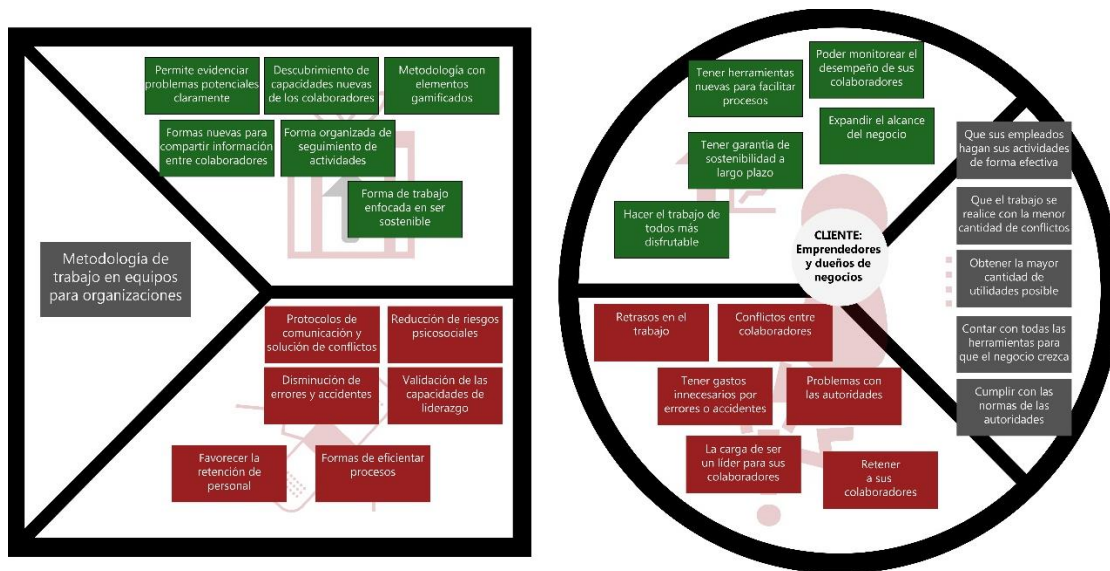 Permite evidenciar
problemas potenciales
claramente
Descubrimiento de
capacidades nuevas
de los colaboradores
Metodología con
elementos
gamificados
Formas nuevas para
compartir información
entre colaboradores
Forma organizada de
seguimiento de
actividades
Forma de trabajo
enfocada en ser
sostenible
Metodología de
trabajo en equipos
para organizaciones
Protocolos de
comunicación y
solución de conflictos
Reducción de riesgos
psicosociales
Disminución de
errores y accidentes
Validación de las
capacidades de
liderazgo
Favorecer la
retención de
personal
Formas de eficientar
procesos
Tener herramientas
nuevas para facilitar
procesos
Poder monitorear el
desempeño de sus
colaboradores
Expandir el alcance
del negocio
Tener garantia de
sostenibilidad a
largo plazo
Hacer el trabajo de
todos más
disfrutable
CLIENTE:
Emprendedores
y dueños de
negocios
Que sus empleados
hagan sus actividades
de forma efectiva
Que el trabajo se
realice con la menor
cantidad de conflictos
Obtener la mayor
cantidad de
utilidades posible
Contar con todas las
herramientas para
que el negocio crezca
Cumplir con las
normas de las
autoridades
Retrasos en el
trabajo
Conflictos entre
colaboradores
Tener gastos
innecesarios por
errores o accidentes
Problemas con
las autoridades
La carga de ser
un líder para sus
colaboradores
Retener
a sus
colaboradores